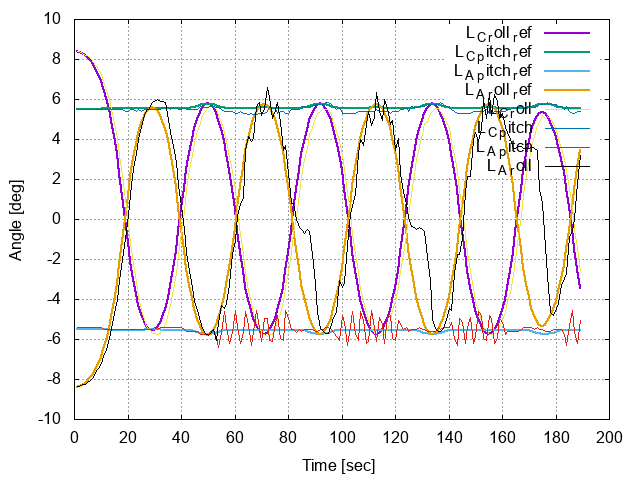 10
8
6
4
2
0
-2
-4
-6
-8
-10
0 20 40 60 80 100 120 140 160 180 200
Angle [deg]
Time [sec]
L_Croll_ref
L_Cpitch_ref
L_Apitch_ref
L_Aroll_ref
L_Croll
L_Cpitch
L_Apitch
L_Aroll